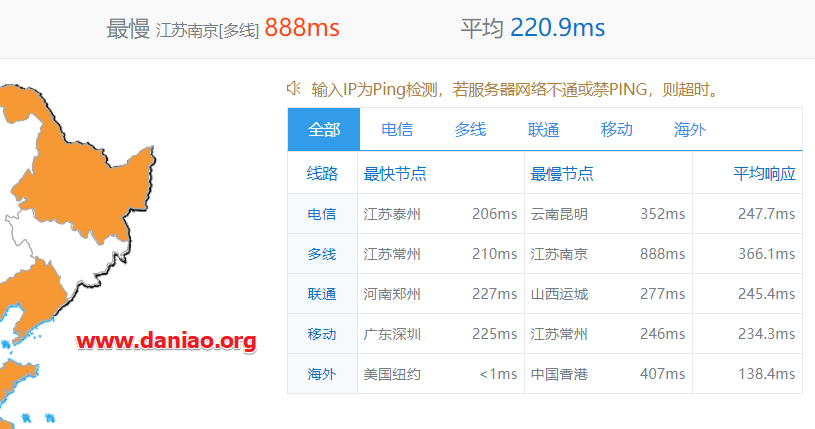 最慢 江苏南京[多线] 888ms 平均 220.9ms
输入IP为Ping检测，若服务器网络不通或禁PING，则超时。
全部 电信 多线 联通 移动 海外
线路 最快节点 最慢节点 平均响应
电信 江苏泰州 206ms 云南昆明 352ms 247.7ms
多线 江苏常州 210ms 江苏南京 888ms 366.1ms
联通 河南郑州 227ms 山西运城 277ms 245.4ms
移动 广东深圳 225ms 江苏常州 246ms 234.3ms
海外 美国纽约 <1ms 中国香港 407ms 138.4ms
www.daniao.org